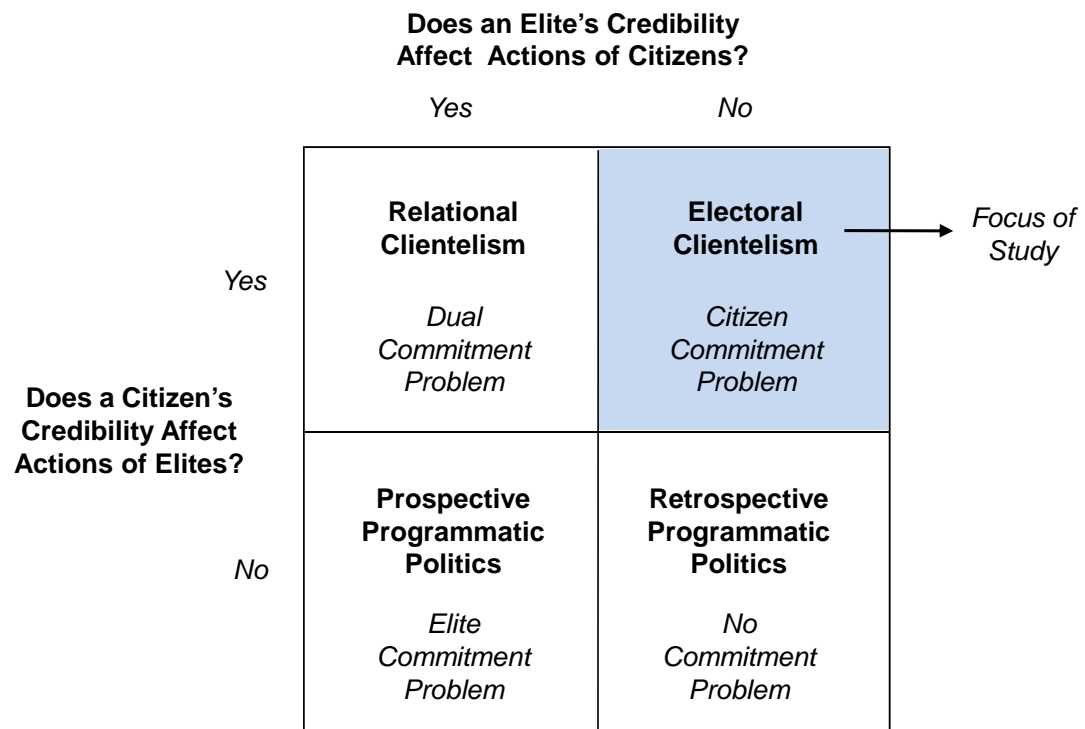 Does an Elite's Credibility
Affect Actions of Citizens?
Yes
No
Relational
Clientelism
Dual
Commitment
Problem
Electoral
Clientelism
Citizen
Commitment
Problem
Focus of
Study
Yes
Does a Citizen's
Credibility Affect
Actions of Elites?
No
Prospective
Programmatic
Politics
Elite
Commitment
Problem
Retrospective
Programmatic
Politics
No
Commitment
Problem